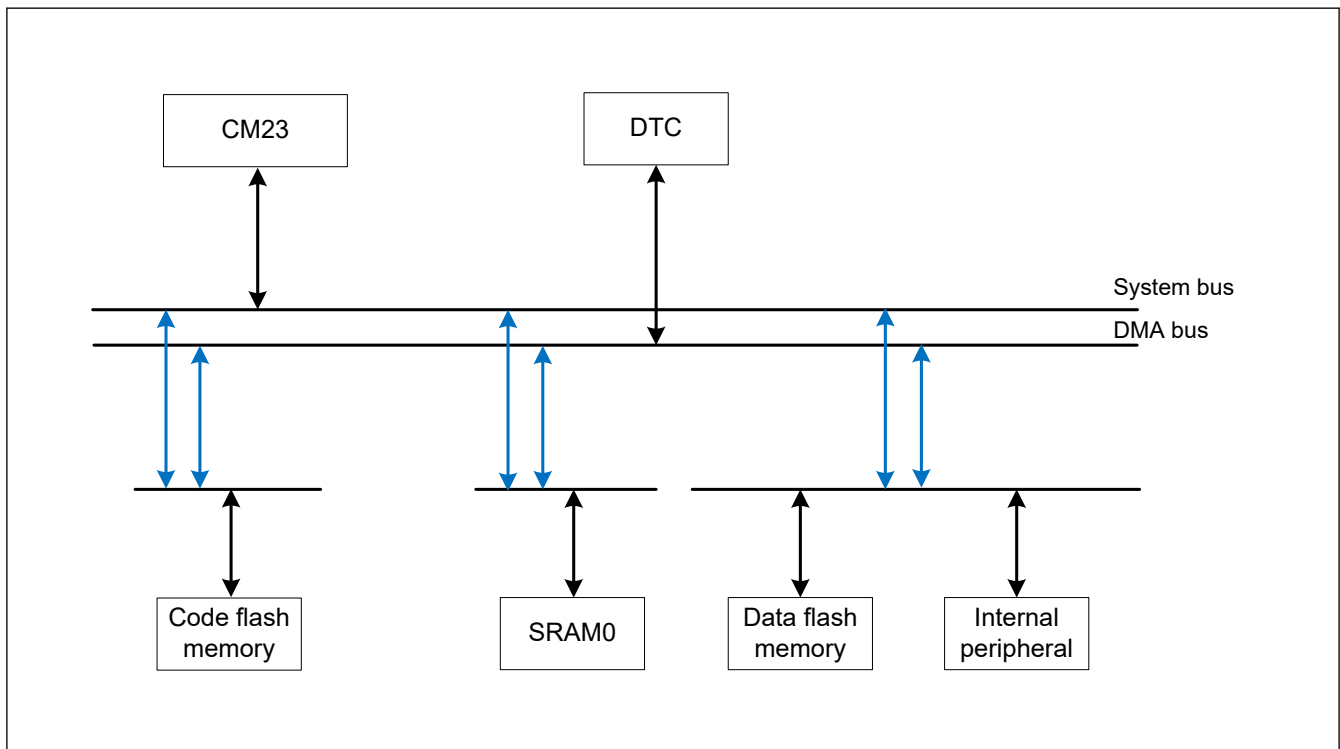 CM23
DTC
System bus
DMA bus
Code flash
memory
SRAM0
Data flash
memory
Internal
peripheral